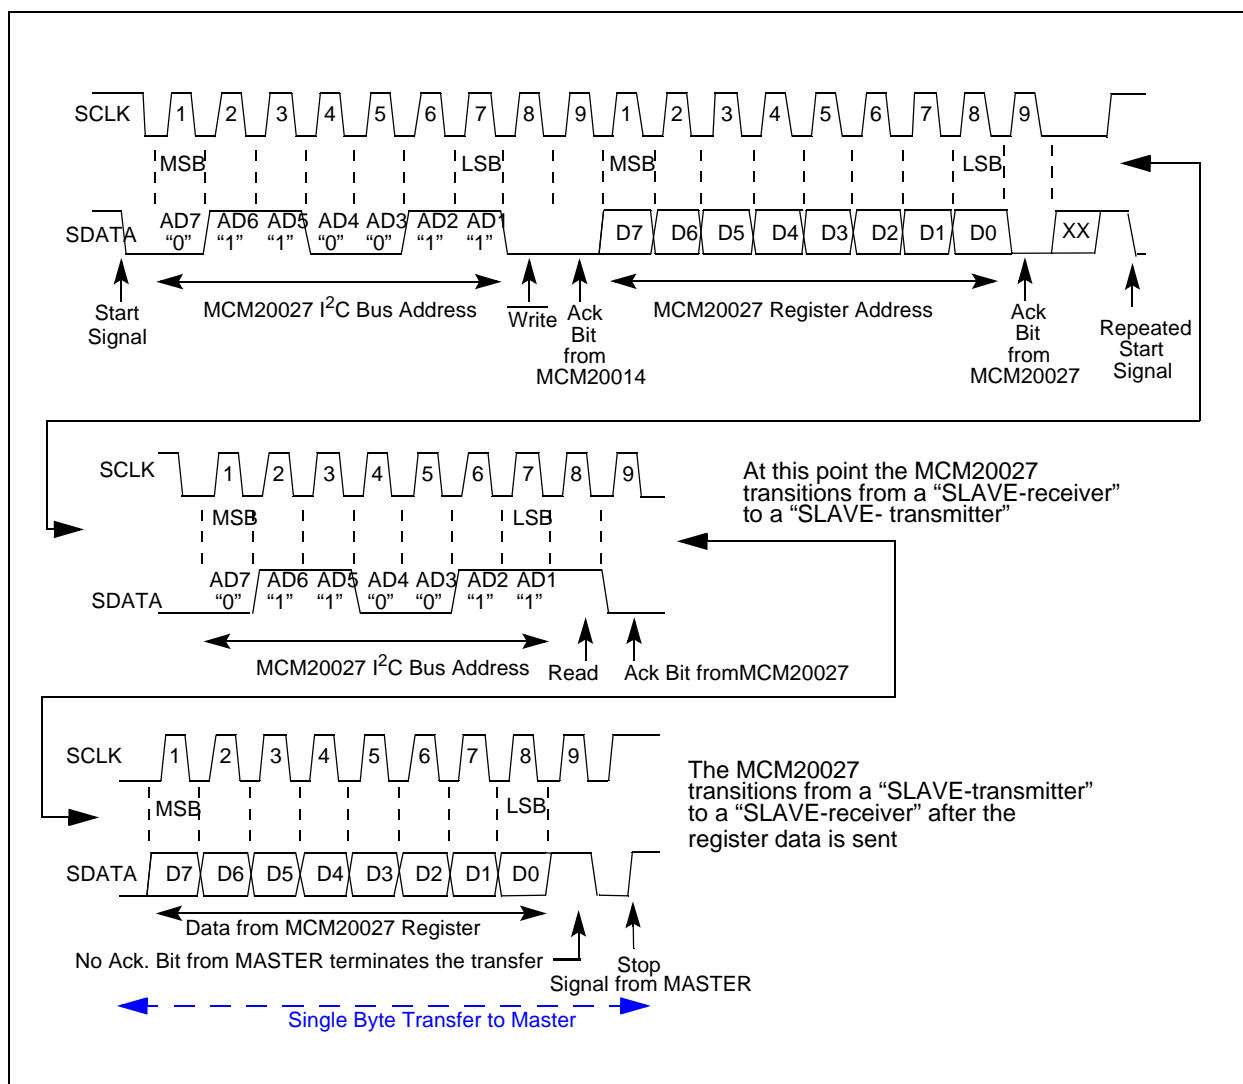 SCLK 1 2 3 4 5 6 7 8 9 1 2 3 4 5 6 7 8 9
MSB LSB MSB LSB
SDATA AD7 AD6 AD5 AD4 AD3 AD2 AD1 D7 D6 D5 D4 D3 D2 D1 D0 XX
“0” “1” “1” “0” “0” “1” “1”
Start
Signal
MCM20027 I2C Bus Address
Write
Ack
Bit
from
MCM20014
MCM20027 Register Address
Ack
Bit
from
MCM20027
Repeated
Start
Signal
SCLK 1 2 3 4 5 6 7 8 9
MSB LSB
At this point the MCM20027
transitions from a “SLAVE-receiver”
to a “SLAVE- transmitter”
SDATA AD7 AD6 AD5 AD4 AD3 AD2 AD1
“0” “1” “1” “0” “0” “1” “1”
MCM20027 I2C Bus Address
Read
Ack Bit fromMCM20027
SCLK 1 2 3 4 5 6 7 8 9
MSB LSB
The MCM20027
transitions from a “SLAVE-transmitter”
to a “SLAVE-receiver” after the
register data is sent
SDATA D7 D6 D5 D4 D3 D2 D1 D0
Data from MCM20027 Register
No Ack. Bit from MASTER terminates the transfer
Stop
Signal from MASTER
Single Byte Transfer to Master